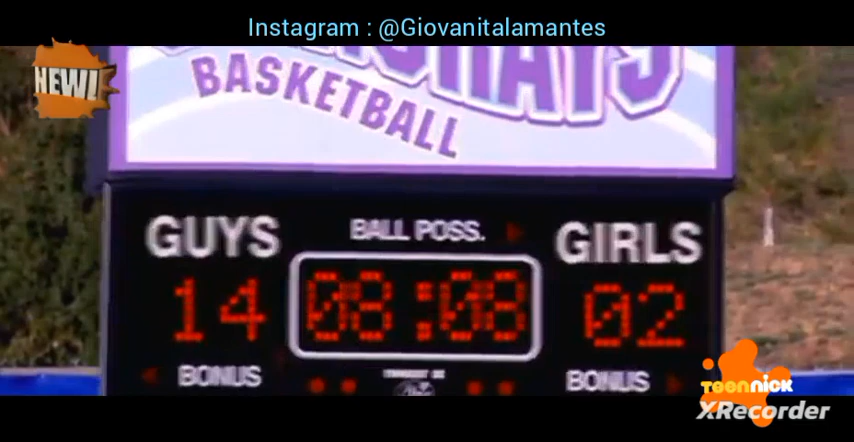 Instagram : @Giovanitalamantes
NEW!
BASKETBALL
GUYS
BALL POSS.
GIRLS
14
08:08
02
BONUS
BONUS
TEENNICK
XRecorder